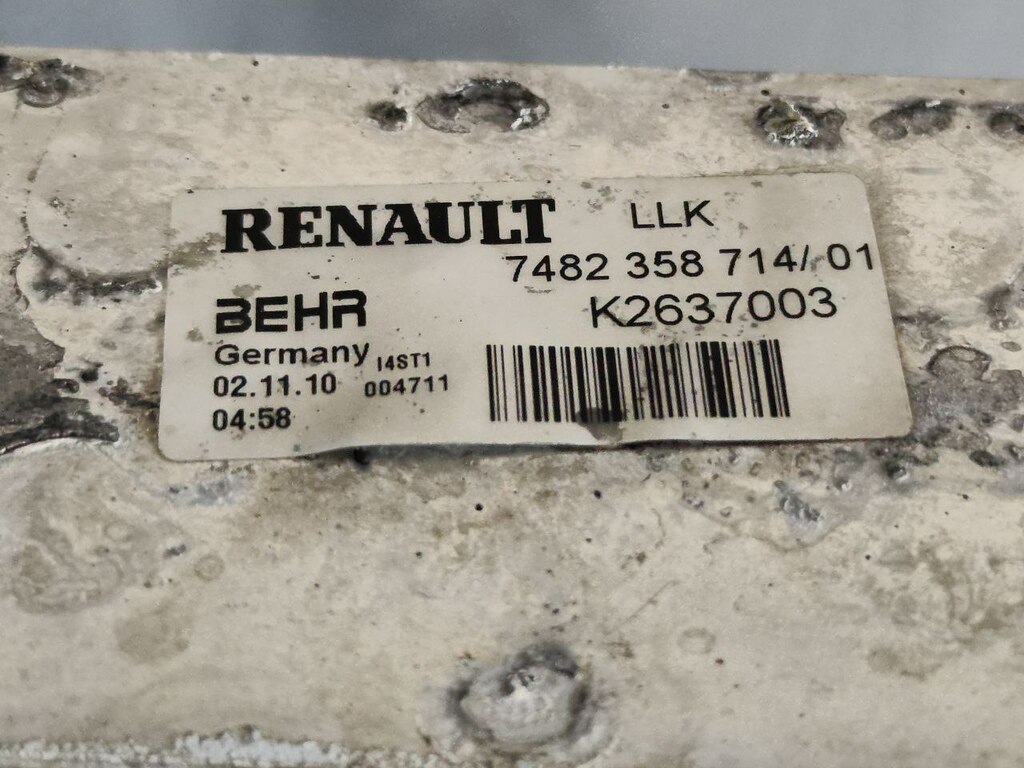 RENAULT LLK
7482 358 714/ 01
BEHR K2637003
Germany I4ST1
02.11.10 004711
04:58